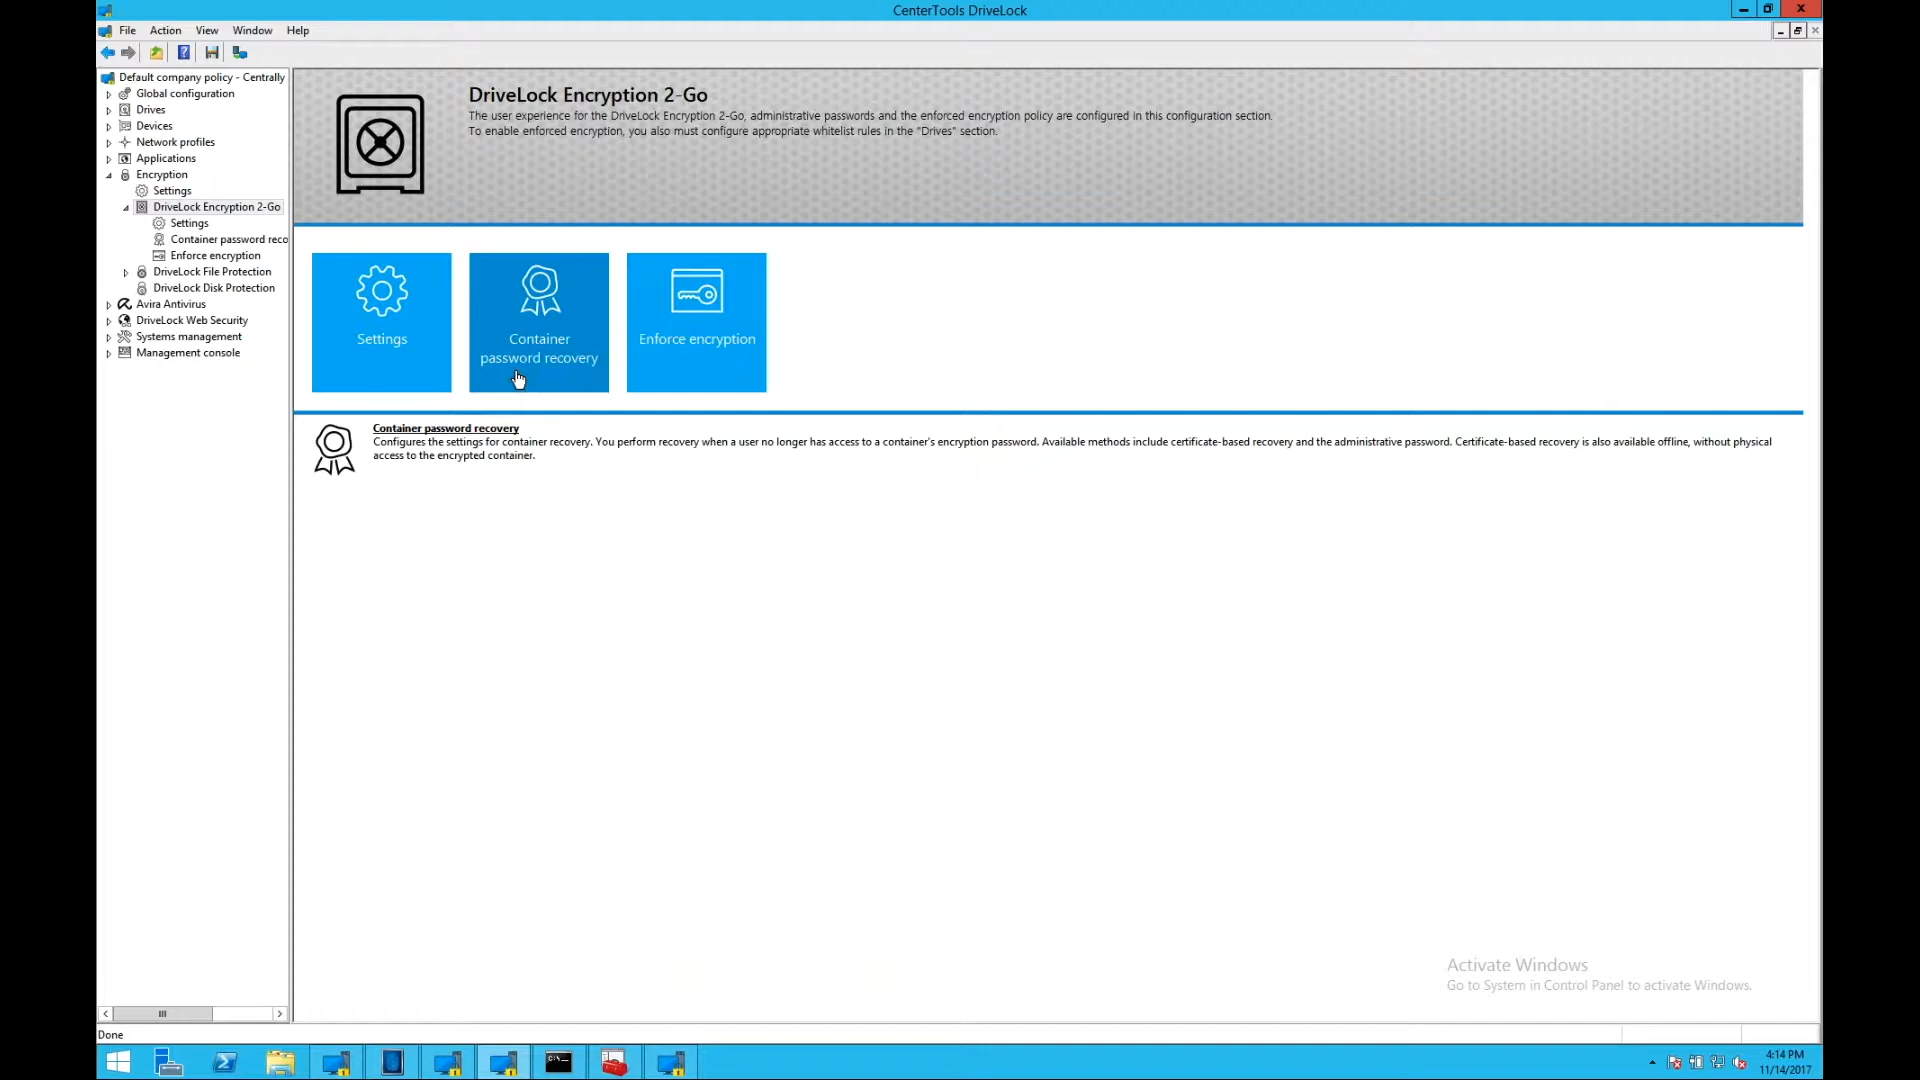 CenterTools DriveLock
File Action View Window Help
Default company policy - Centrally
Global configuration
Drives
Devices
Network profiles
Applications
Encryption
Settings
DriveLock Encryption 2-Go
Settings
Container password reco
Enforce encryption
DriveLock File Protection
DriveLock Disk Protection
Avira Antivirus
DriveLock Web Security
Systems management
Management console
DriveLock Encryption 2-Go
The user experience for the DriveLock Encryption 2-Go, administrative passwords and the enforced encryption policy are configured in this configuration section.
To enable enforced encryption, you also must configure appropriate whitelist rules in the "Drives" section.
Settings
Container
password recovery
Enforce encryption
Container password recovery
Configures the settings for container recovery. You perform recovery when a user no longer has access to a container's encryption password. Available methods include certificate-based recovery and the administrative password. Certificate-based recovery is also available offline, without physical
access to the encrypted container.
Activate Windows
Go to System in Control Panel to activate Windows.
Done
4:14 PM
11/14/2017